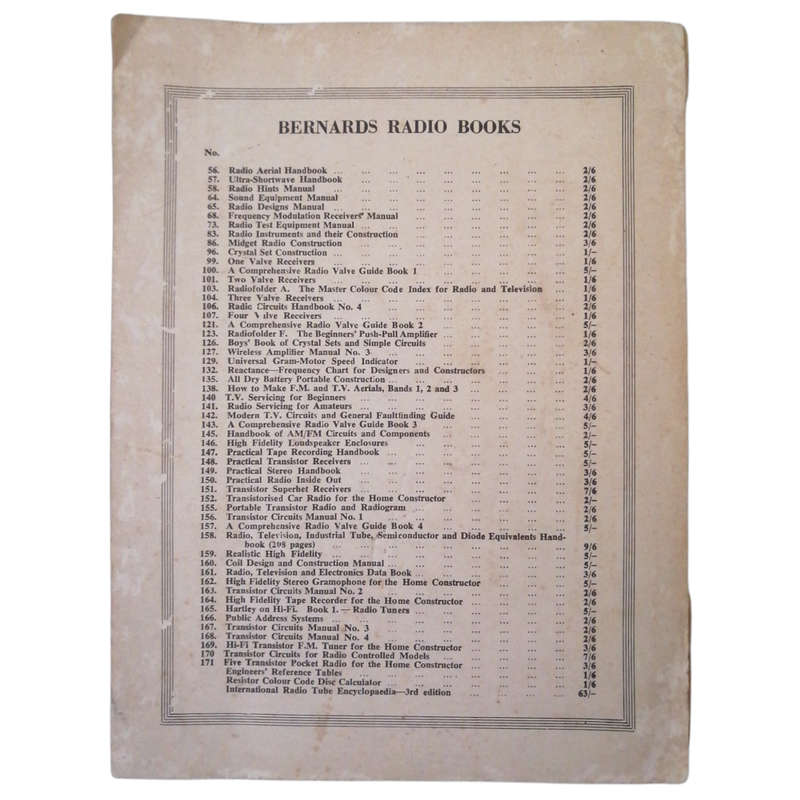 BERNARDS RADIO BOOKS
No.
56. Radio Aerial Handbook ... 2/6
57. Ultra-Shortwave Handbook ... 2/6
58. Radio Hints Manual ... 2/6
64. Sound Equipment Manual ... 2/6
65. Radio Designs Manual ... 2/6
68. Frequency Modulation Receivers' Manual ... 2/6
73. Radio Test Equipment Manual ... 2/6
83. Radio Instruments and their Construction ... 2/6
86. Midget Radio Construction ... 3/6
96. Crystal Set Construction ... 1/-
99. One Valve Receivers ... 1/6
100. A Comprehensive Radio Valve Guide Book 1 ... 5/-
101. Two Valve Receivers ... 1/6
103. Radiofolder A. The Master Colour Code Index for Radio and Television ... 1/6
104. Three Valve Receivers ... 1/6
106. Radio Circuits Handbook No. 4 ... 2/6
107. Four Valve Receivers ... 1/6
121. A Comprehensive Radio Valve Guide Book 2 ... 5/-
123. Radiofolder F. The Beginners' Push-Pull Amplifier ... 1/6
126. Boys' Book of Crystal Sets and Simple Circuits ... 2/6
127. Wireless Amplifier Manual No. 3 ... 3/6
129. Universal Gram-Motor Speed Indicator ... 1/-
132. Reactance—Frequency Chart for Designers and Constructors ... 1/6
135. All Dry Battery Portable Construction ... 2/6
138. How to Make F.M. and T.V. Aerials, Bands 1, 2 and 3 ... 2/6
140 T.V. Servicing for Beginners ... 4/6
141. Radio Servicing for Amateurs ... 3/6
142. Modern T.V. Circuits and General Faultfinding Guide ... 4/6
143. A Comprehensive Radio Valve Guide Book 3 ... 5/-
145. Handbook of AM/FM Circuits and Components ... 2/-
146. High Fidelity Loudspeaker Enclosures ... 5/-
147. Practical Tape Recording Handbook ... 5/-
148. Practical Transistor Receivers ... 5/-
149. Practical Stereo Handbook ... 3/6
150. Practical Radio Inside Out ... 3/6
151. Transistor Superhet Receivers ... 7/6
152. Transistorised Car Radio for the Home Constructor ... 2/-
155. Portable Transistor Radio and Radiogram ... 2/6
156. Transistor Circuits Manual No. 1 ... 2/6
157. A Comprehensive Radio Valve Guide Book 4 ... 5/-
158. Radio, Television, Industrial Tube, Semiconductor and Diode Equivalents Hand-
book (208 pages) ... 9/6
159. Realistic High Fidelity ... 5/-
160. Coil Design and Construction Manual ... 5/-
161. Radio, Television and Electronics Data Book ... 3/6
162. High Fidelity Stereo Gramophone for the Home Constructor ... 5/-
163. Transistor Circuits Manual No. 2 ... 2/6
164. High Fidelity Tape Recorder for the Home Constructor ... 2/6
165. Hartley on Hi-Fi. Book 1.—Radio Tuners ... 5/-
166. Public Address Systems ... 2/6
167. Transistor Circuits Manual No. 3 ... 2/6
168. Transistor Circuits Manual No. 4 ... 2/6
169. Hi-Fi Transistor F.M. Tuner for the Home Constructor ... 3/6
170 Transistor Circuits for Radio Controlled Models ... 7/6
171 Five Transistor Pocket Radio for the Home Constructor ... 3/6
Engineers' Reference Tables ... 1/6
Resistor Colour Code Disc Calculator ... 1/6
International Radio Tube Encyclopaedia—3rd edition ... 63/-